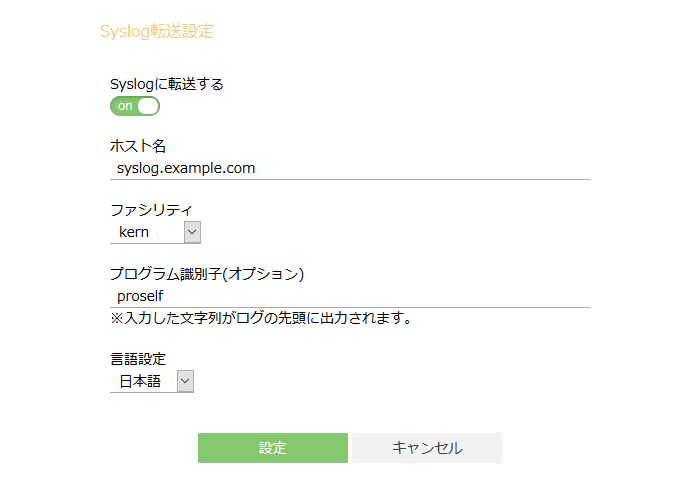 Syslog転送設定
Syslogに転送する
on
ホスト名
syslog.example.com
ファシリティ
kern
プログラム識別子(オプション)
proself
※入力した文字列がログの先頭に出力されます。
言語設定
日本語
設定 キャンセル